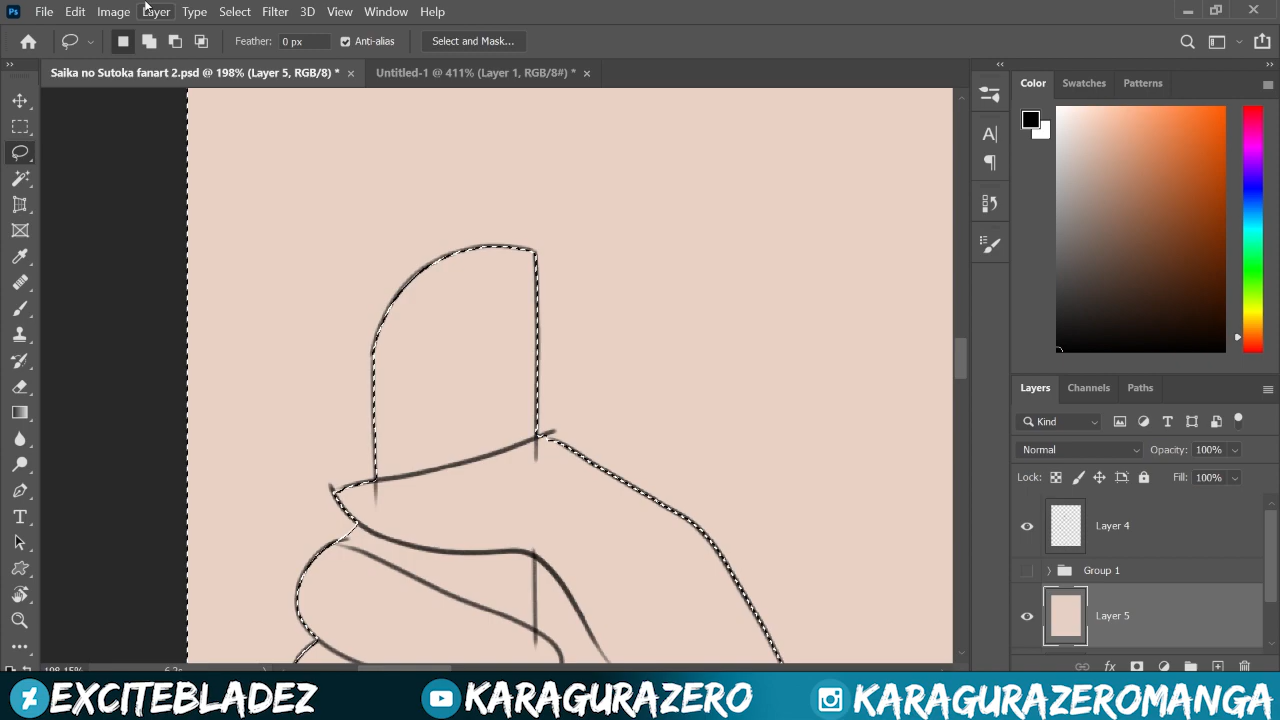 Ps File Edit Image Layer Type Select Filter 3D View Window Help
Feather: 0 px Anti-alias Select and Mask...
Saika no Sutoka fanart 2.psd @ 198% (Layer 5, RGB/8) * × Untitled-1 @ 411% (Layer 1, RGB/8#) * ×
Color Swatches Patterns
Layers Channels Paths
Kind
Normal Opacity: 100%
Lock: Fill: 100%
Layer 4
Group 1
Layer 5
EXCITEBLADEZ KARAGURAZERO KARAGURAZEROMANGA